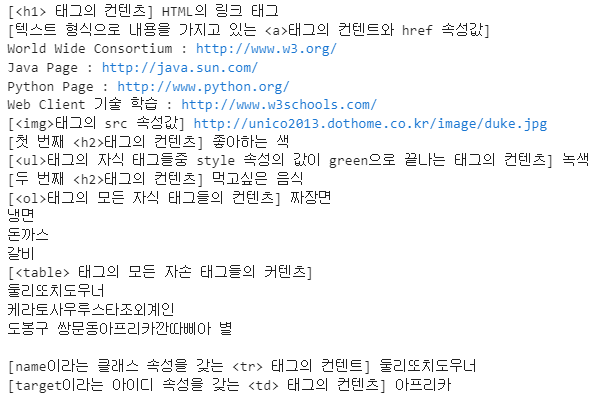 [<h1> 태그의 컨텐츠] HTML의 링크 태그
[텍스트 형식으로 내용을 가지고 있는 <a>태그의 컨텐트와 href 속성값]
World Wide Consortium : http://www.w3.org/
Java Page : http://java.sun.com/
Python Page : http://www.python.org/
Web Client 기술 학습 : http://www.w3schools.com/
[<img>태그의 src 속성값] http://unico2013.dothome.co.kr/image/duke.jpg
[첫 번째 <h2>태그의 컨텐츠] 좋아하는 색
[<ul>태그의 자식 태그들중 style 속성의 값이 green으로 끝나는 태그의 컨텐츠] 녹색
[두 번째 <h2>태그의 컨텐츠] 먹고싶은 음식
[<ol>태그의 모든 자식 태그들의 컨텐츠] 짜장면
냉면
돈까스
갈비
[<table> 태그의 모든 자손 태그들의 커텐츠]
둘리또치도우너
케라토사우루스타조외계인
도봉구 쌍문동아프리카깐따삐아 별
[name이라는 클래스 속성을 갖는 <tr> 태그의 컨텐트] 둘리또치도우너
[target이라는 아이디 속성을 갖는 <td> 태그의 컨텐츠] 아프리카